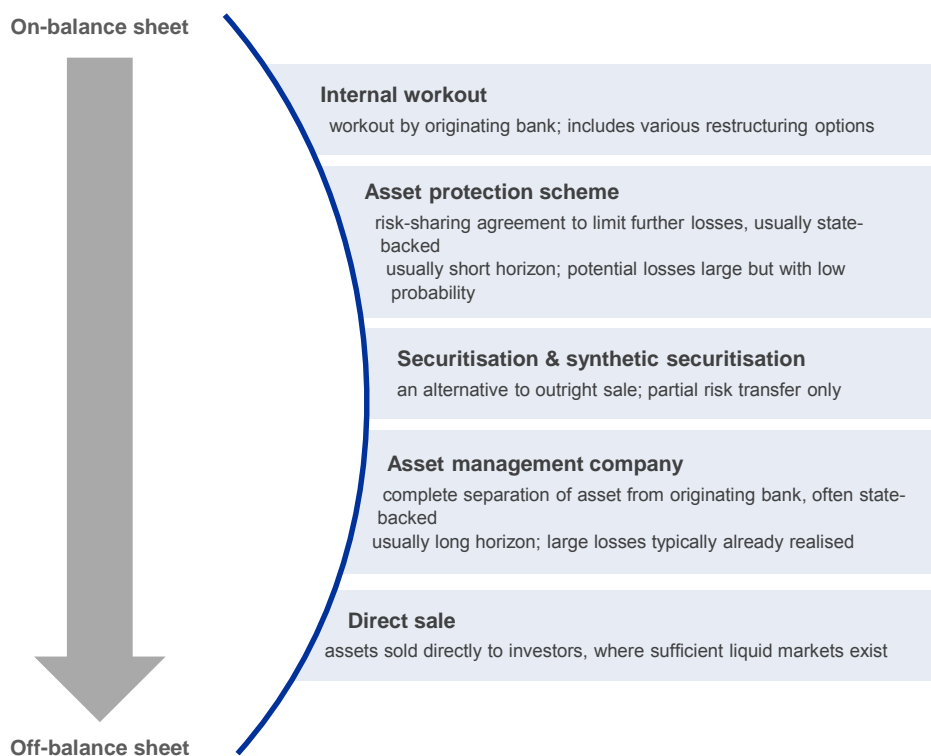 On-balance sheet
Internal workout
workout by originating bank; includes various restructuring options
Asset protection scheme
risk-sharing agreement to limit further losses, usually state-
backed
usually short horizon; potential losses large but with low
probability
Securitisation & synthetic securitisation
an alternative to outright sale; partial risk transfer only
Asset management company
complete separation of asset from originating bank, often state-
backed
usually long horizon; large losses typically already realised
Direct sale
assets sold directly to investors, where sufficient liquid markets exist
Off-balance sheet